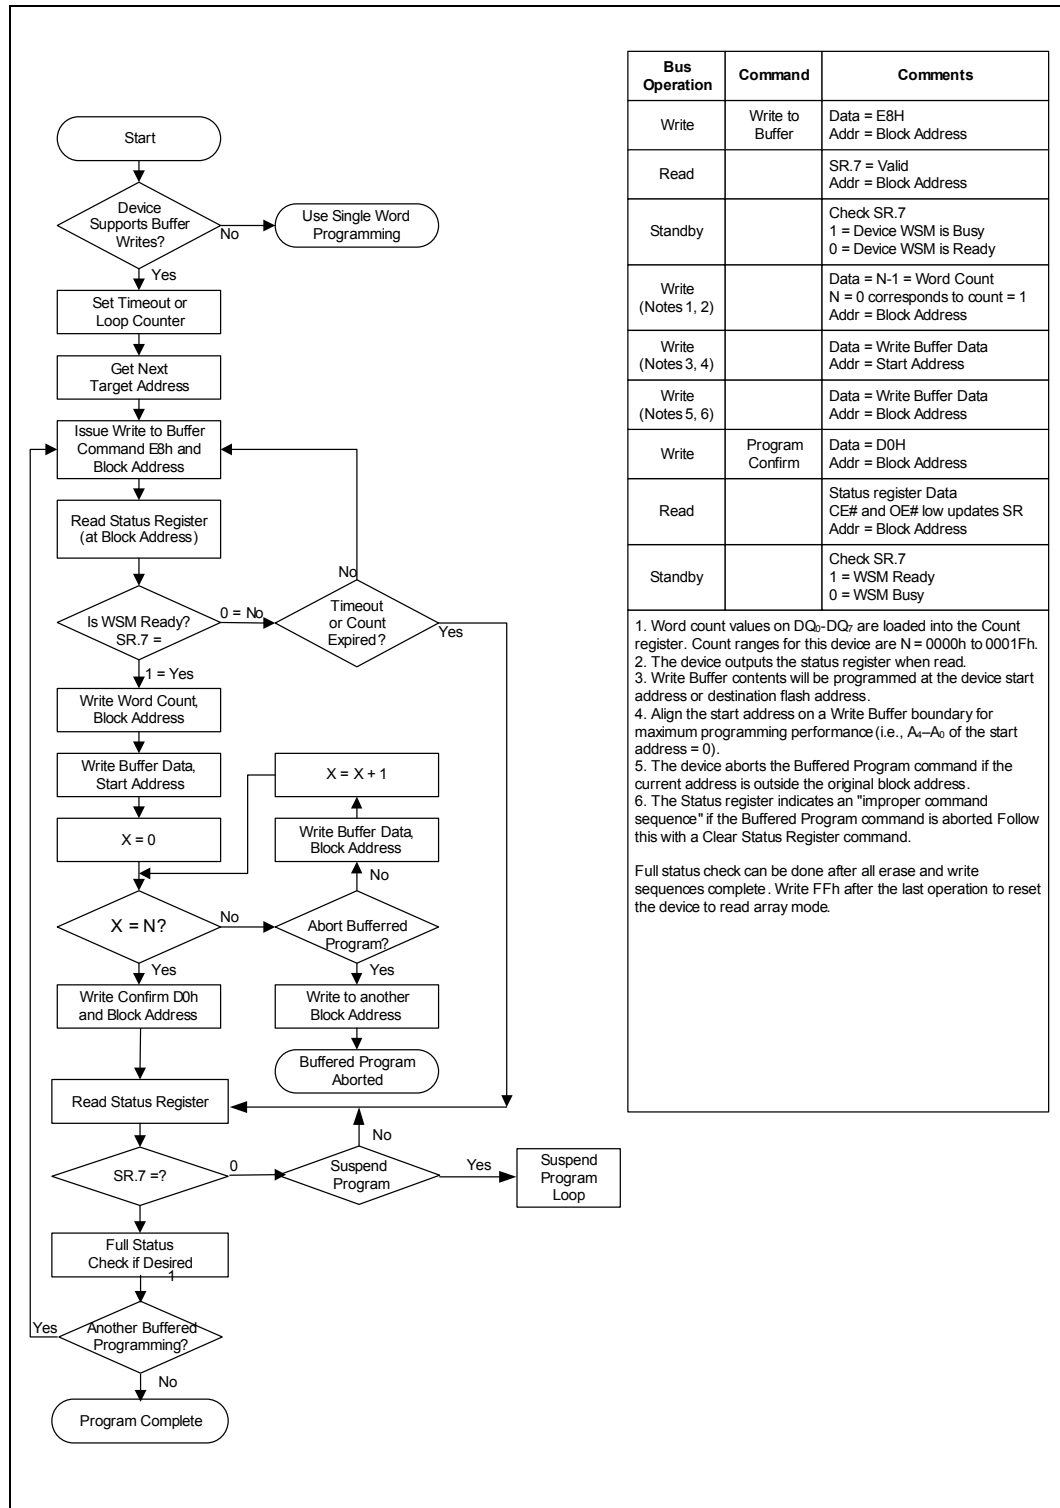 Start
Device
Supports Buffer
Writes?
No
Use Single Word
Programming
Yes
Set Timeout or
Loop Counter
Get Next
Target Address
Issue Write to Buffer
Command E8h and
Block Address
Read Status Register
(at Block Address)
No
Is WSM Ready?
SR.7 =
0 = No
Timeout
or Count
Expired?
Yes
1 = Yes
Write Word Count,
Block Address
Write Buffer Data,
Start Address
X = X + 1
X = 0
Write Buffer Data,
Block Address
No
X = N?
No
Abort Bufferred
Program?
Yes
Yes
Write Confirm D0h
and Block Address
Write to another
Block Address
Buffered Program
Aborted
Read Status Register
No
SR.7 =?
0
Suspend
Program
Yes
Suspend
Program
Loop
Full Status
Check if Desired
1
Yes
Another Buffered
Programming?
No
Program Complete
Bus
Operation
Command
Comments
Write
Write to
Buffer
Data = E8H
Addr = Block Address
Read
SR.7 = Valid
Addr = Block Address
Standby
Check SR.7
1 = Device WSM is Busy
0 = Device WSM is Ready
Write
(Notes 1, 2)
Data = N-1 = Word Count
N = 0 corresponds to count = 1
Addr = Block Address
Write
(Notes 3, 4)
Data = Write Buffer Data
Addr = Start Address
Write
(Notes 5, 6)
Data = Write Buffer Data
Addr = Block Address
Write
Program
Confirm
Data = D0H
Addr = Block Address
Read
Status register Data
CE# and OE# low updates SR
Addr = Block Address
Standby
Check SR.7
1 = WSM Ready
0 = WSM Busy
1. Word count values on DQ₀-DQ₇ are loaded into the Count
register. Count ranges for this device are N = 0000h to 0001Fh.
2. The device outputs the status register when read.
3. Write Buffer contents will be programmed at the device start
address or destination flash address.
4. Align the start address on a Write Buffer boundary for
maximum programming performance (i.e., A₄–A₀ of the start
address = 0).
5. The device aborts the Buffered Program command if the
current address is outside the original block address.
6. The Status register indicates an "improper command
sequence" if the Buffered Program command is aborted. Follow
this with a Clear Status Register command.
Full status check can be done after all erase and write
sequences complete. Write FFh after the last operation to reset
the device to read array mode.